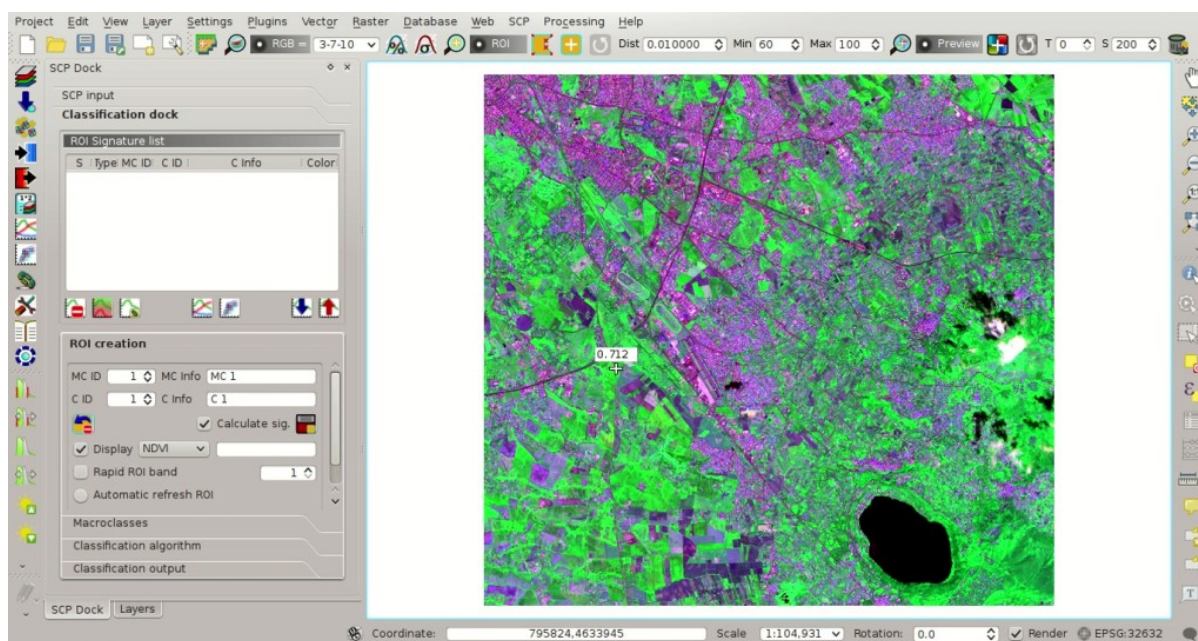 Project Edit View Layer Settings Plugins Vector Raster Database Web SCP Processing Help
RGB = 3-7-10 ROI Dist 0.010000 Min 60 Max 100 Preview T 0 S 200
SCP Dock
SCP input
Classification dock
ROI Signature list
S Type MC ID C ID C Info Color
ROI creation
MC ID 1 MC Info MC 1
C ID 1 C Info C 1
Calculate sig.
Display NDVI
Rapid ROI band 1
Automatic refresh ROI
Macroclasses
Classification algorithm
Classification output
SCP Dock Layers
0.712
Coordinate: 795824,4633945 Scale 1:104,931 Rotation: 0.0 Render EPSG:32632